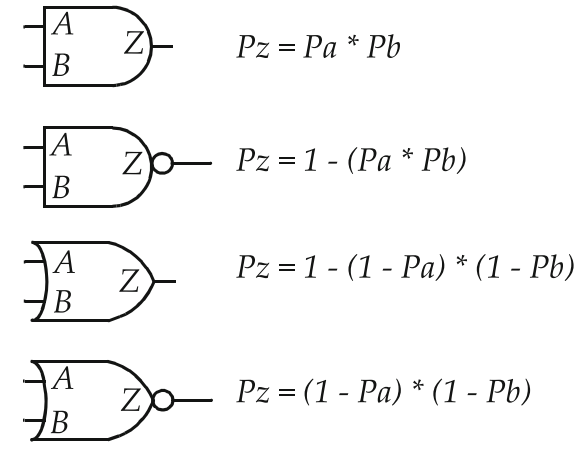 A
B
Z
Pz = Pa * Pb
A
B
Z
Pz = 1 - (Pa * Pb)
A
B
Z
Pz = 1 - (1 - Pa) * (1 - Pb)
A
B
Z
Pz = (1 - Pa) * (1 - Pb)